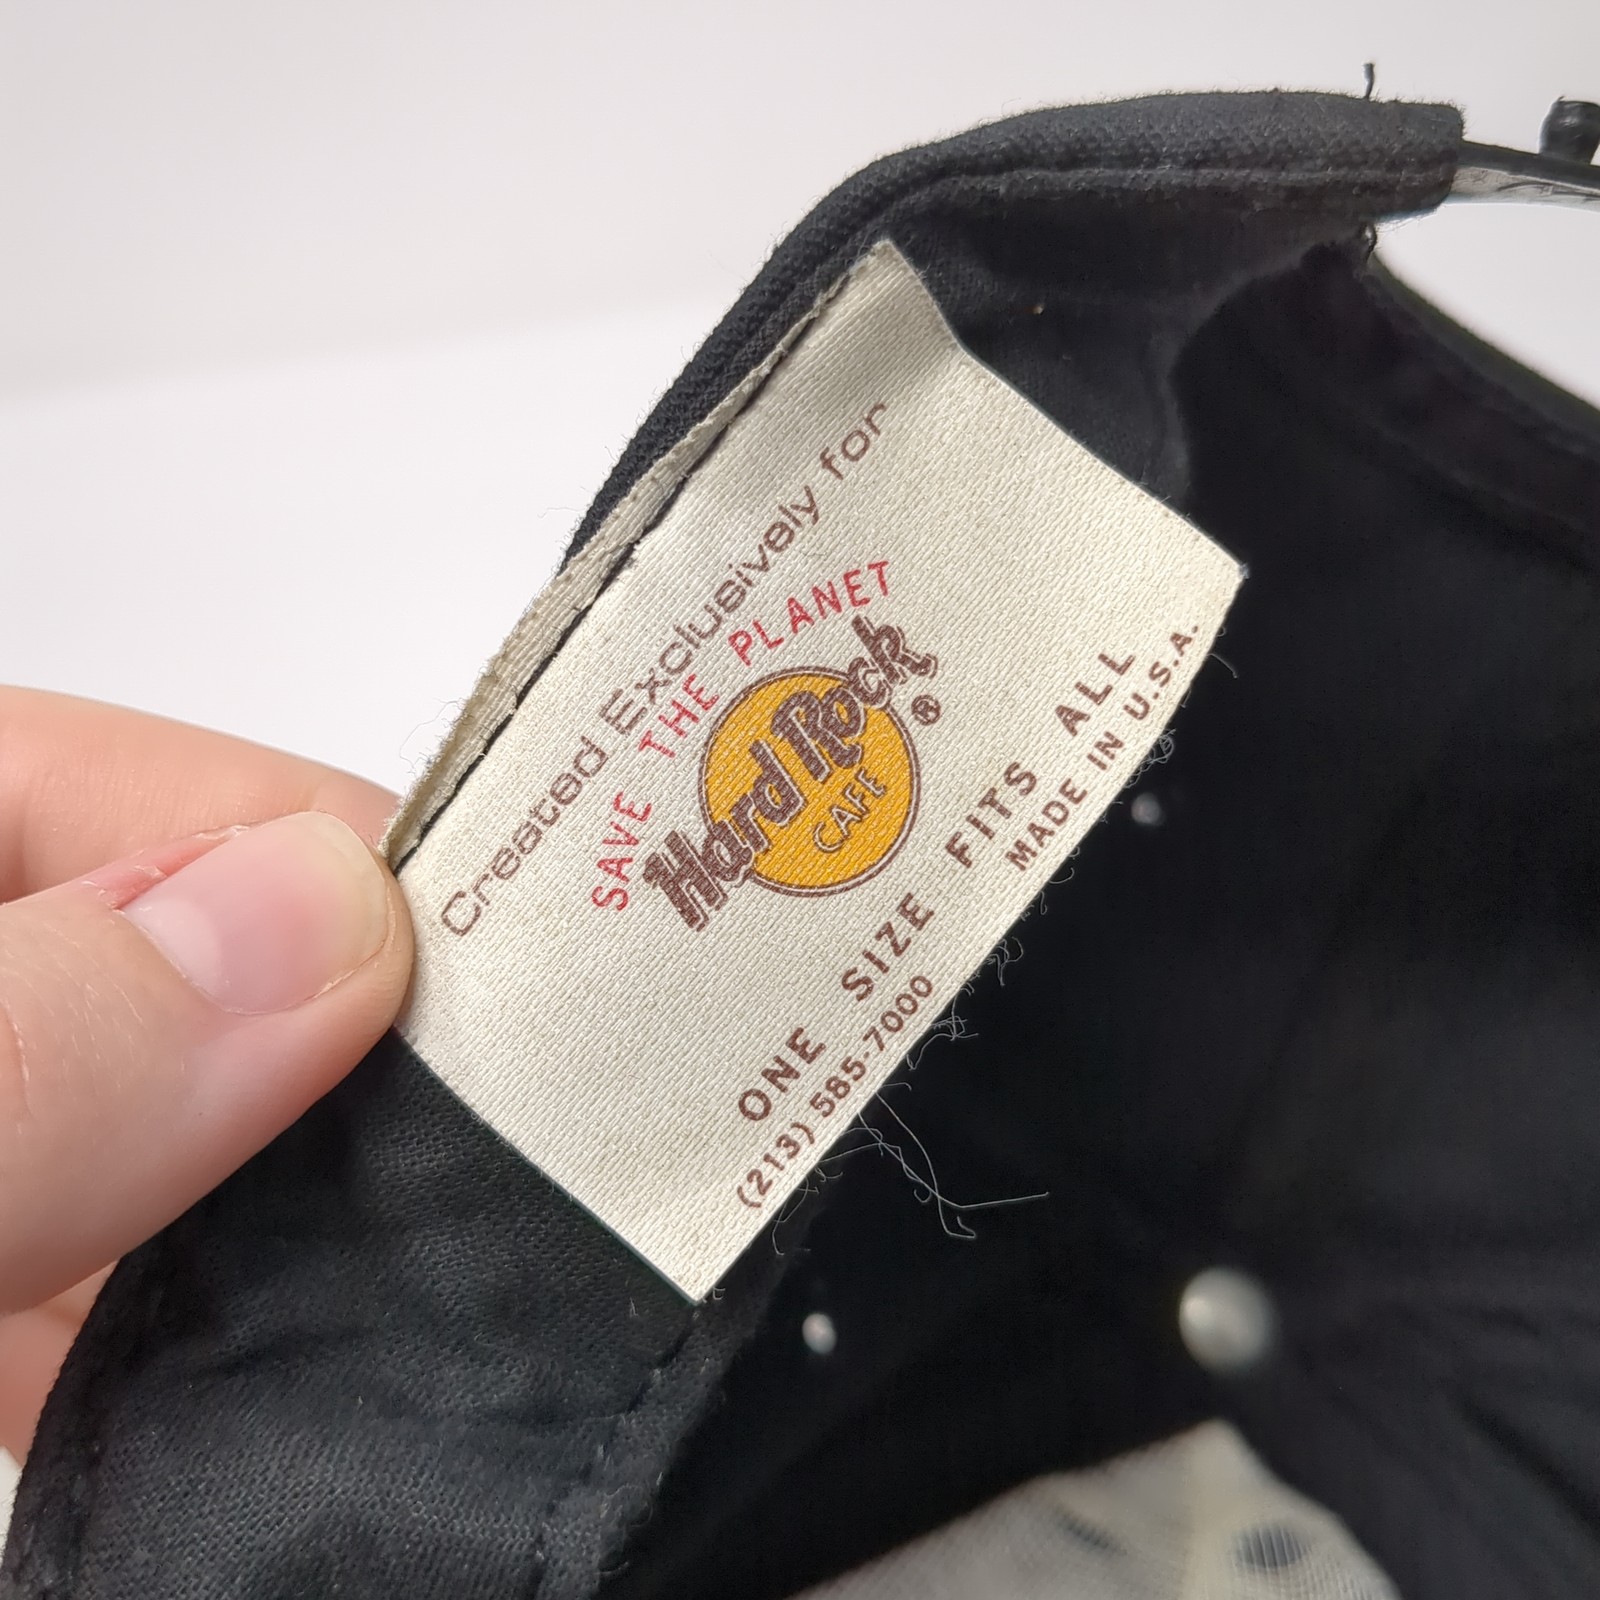 Created Exclusively for
SAVE THE PLANET
Hard Rock ®
CAFE
ONE SIZE FITS ALL
(213) 585-7000 MADE IN U.S.A.